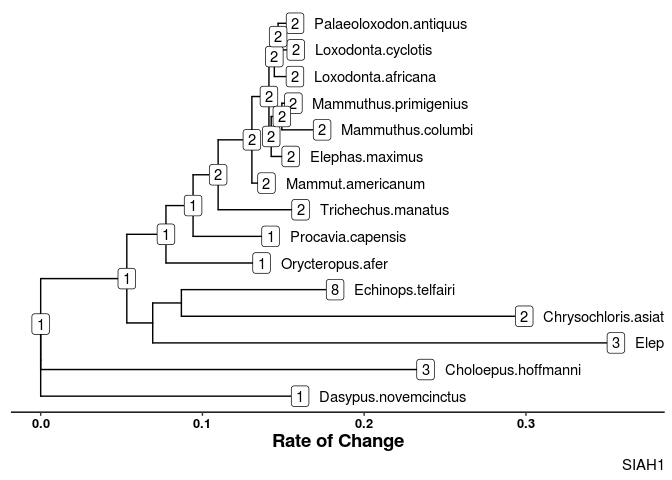 2 Palaeoloxodon.antiquus
2
2 Loxodonta.cyclotis
2
2 Loxodonta.africana
2
2 Mammuthus.primigenius
2
2 Mammuthus.columbi
2
2
2 Elephas.maximus
2 Mammut.americanum
2
2 Trichechus.manatus
1
1 Procavia.capensis
1
1 Orycteropus.afer
1
8 Echinops.telfairi
2 Chrysochloris.asiat
1
3 Elep
3 Choloepus.hoffmanni
1 Dasypus.novemcinctus
0.0 0.1 0.2 0.3
Rate of Change
SIAH1